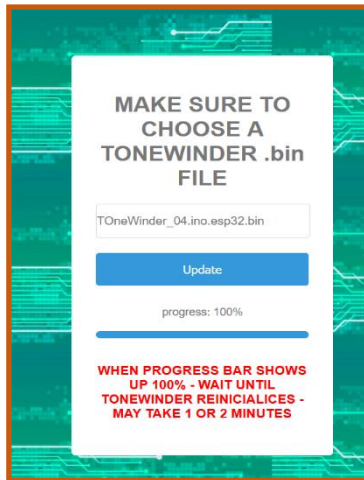 MAKE SURE TO
CHOOSE A
TONEWINDER .bin
FILE
TOneWinder_04.ino.esp32.bin
Update
progress: 100%
WHEN PROGRESS BAR SHOWS
UP 100% - WAIT UNTIL
TONEWINDER REINICIALICES -
MAY TAKE 1 OR 2 MINUTES